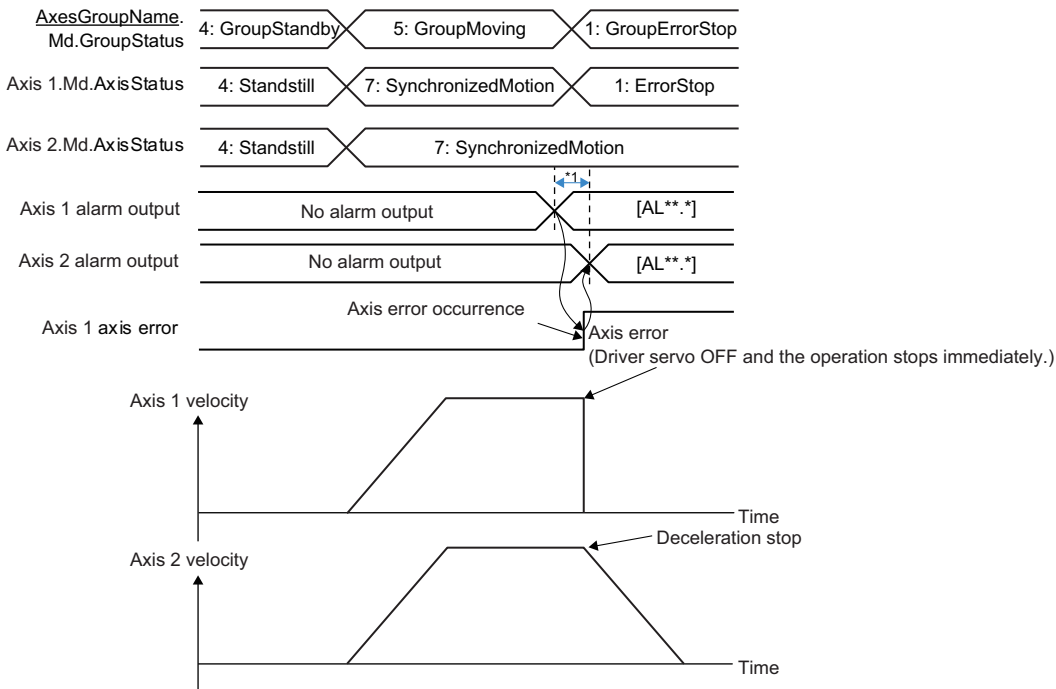 AxesGroupName.
Md.GroupStatus
4: GroupStandby
5: GroupMoving
1: GroupErrorStop
Axis 1.Md.AxisStatus
4: Standstill
7: SynchronizedMotion
1: ErrorStop
Axis 2.Md.AxisStatus
4: Standstill
7: SynchronizedMotion
*1
Axis 1 alarm output
No alarm output
[AL**.*]
Axis 2 alarm output
No alarm output
[AL**.*]
Axis error occurrence
Axis 1 axis error
Axis error
(Driver servo OFF and the operation stops immediately.)
Axis 1 velocity
Time
Deceleration stop
Axis 2 velocity
Time